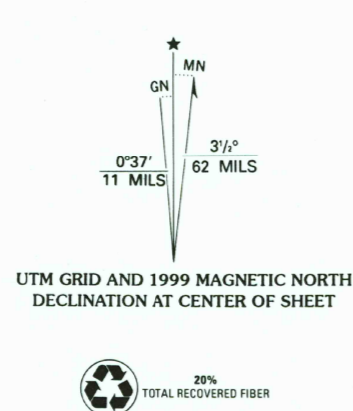 ★
MN
GN
0°37′
11 MILS
3½°
62 MILS
UTM GRID AND 1999 MAGNETIC NORTH
DECLINATION AT CENTER OF SHEET
20%
TOTAL RECOVERED FIBER